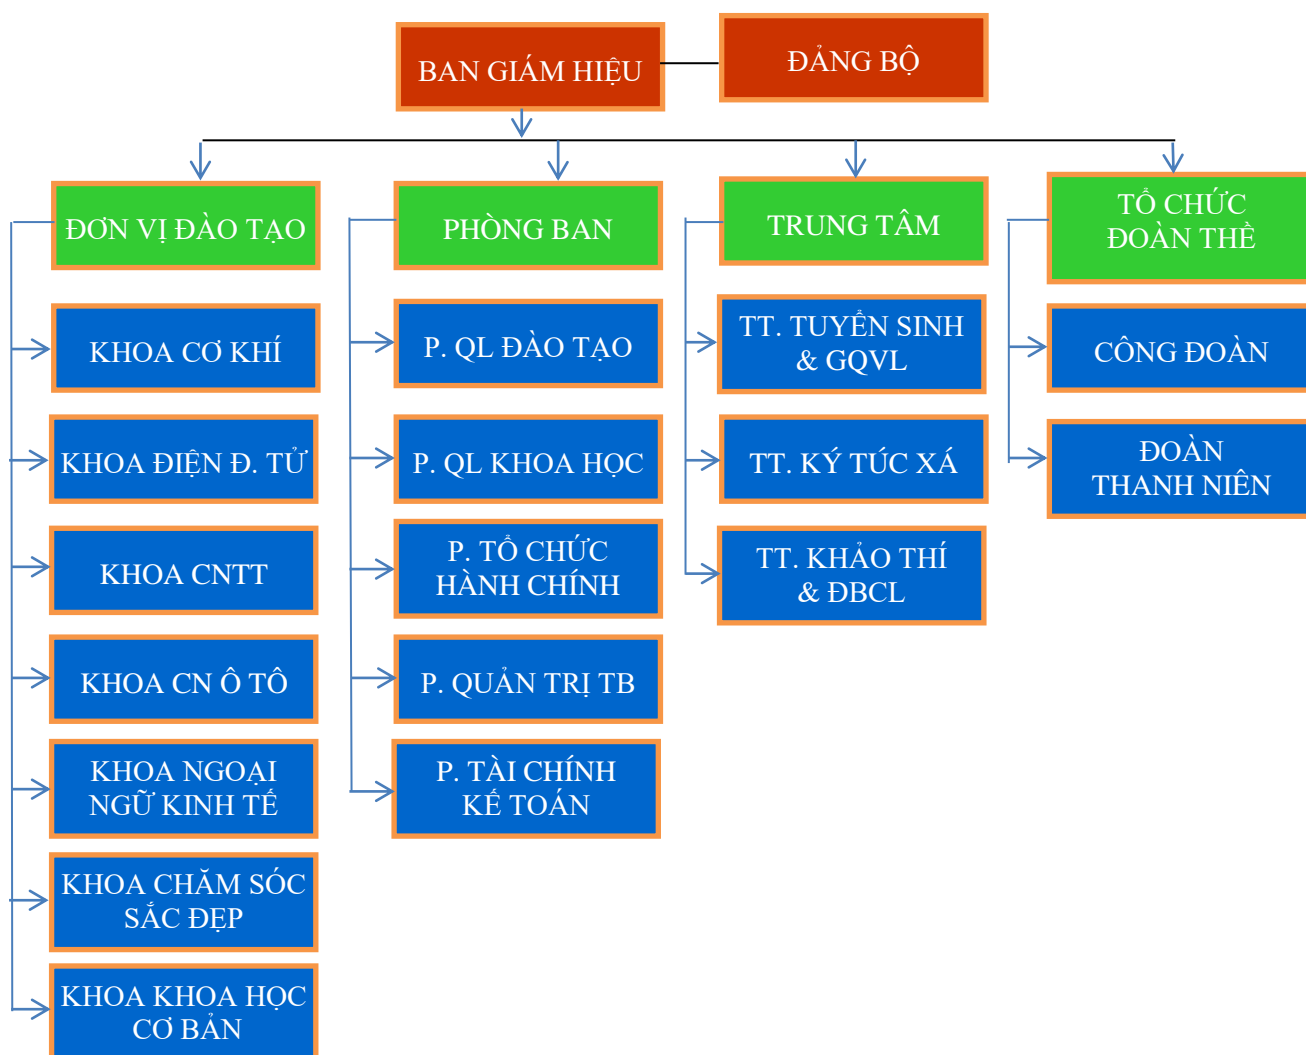 BAN GIÁM HIỆU
ĐẢNG BỘ
ĐƠN VỊ ĐÀO TẠO
PHÒNG BAN
TRUNG TÂM
TỔ CHỨC
ĐOÀN THỂ
KHOA CƠ KHÍ
KHOA ĐIỆN Đ. TỬ
KHOA CNTT
KHOA CN Ô TÔ
KHOA NGOẠI
NGỮ KINH TẾ
KHOA CHĂM SÓC
SẮC ĐẸP
KHOA KHOA HỌC
CƠ BẢN
P. QL ĐÀO TẠO
P. QL KHOA HỌC
P. TỔ CHỨC
HÀNH CHÍNH
P. QUẢN TRỊ TB
P. TÀI CHÍNH
KẾ TOÁN
TT. TUYỂN SINH
& GQVL
TT. KÝ TÚC XÁ
TT. KHẢO THÍ
& ĐBCL
CÔNG ĐOÀN
ĐOÀN
THANH NIÊN